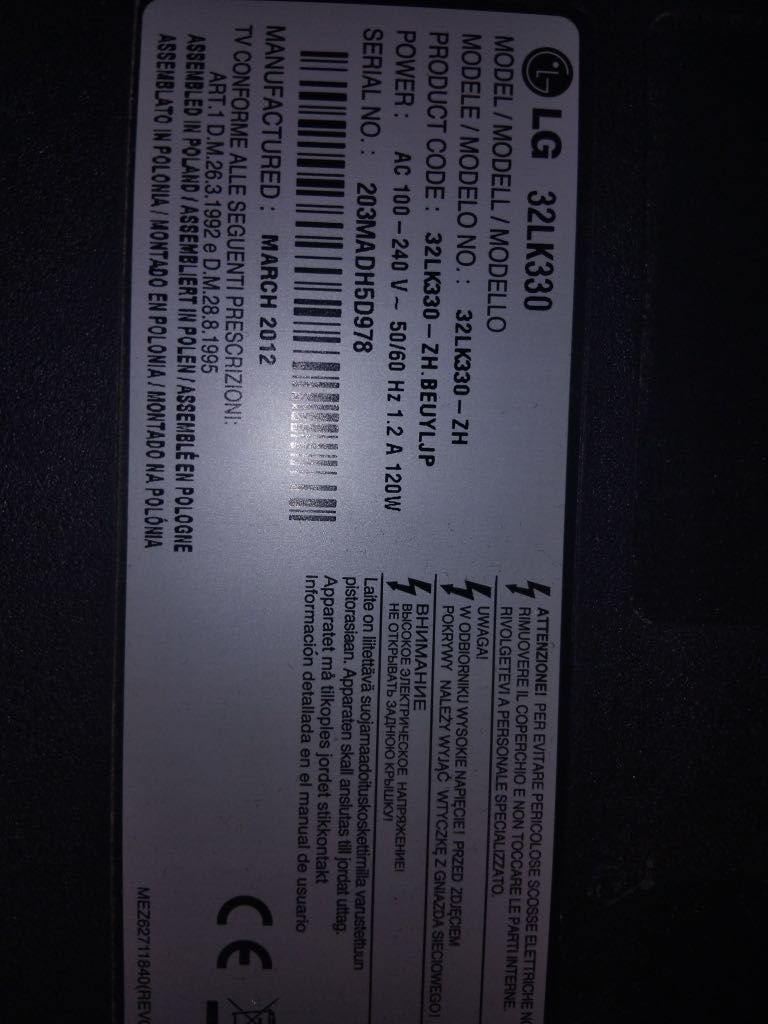 LG 32LK330
MODEL / MODELL / MODELLO
MODELE / MODELO NO. : 32LK330-ZH
PRODUCT CODE : 32LK330-ZH.BEUYLJP
POWER : AC 100-240 V~ 50/60 Hz 1.2 A 120W
SERIAL NO. : 203MADH5D978
MANUFACTURED : MARCH 2012
TV CONFORME ALLE SEGUENTI PRESCRIZIONI:
ART.1 D.M.26.3.1992 e D.M.28.8.1995
ASSEMBLED IN POLAND / ASSEMBLIERT IN POLEN / ASSEMBLÉ EN POLOGNE
ASSEMBLATO IN POLONIA / MONTADO EN POLONIA / MONTADO NA POLÓNIA
ATTENZIONE! PER EVITARE PERICOLOSE SCOSSE ELETTRICHE
RIMUOVERE IL COPERCHIO E NON TOCCARE LE PARTI INTERNE.
RIVOLGETEVI A PERSONALE SPECIALIZZATO.
UWAGA!
W ODBIORNIKU WYSOKIE NAPIĘCIE! PRZED ZDJĘCIEM
POKRYWY NALEŻY WYJĄĆ WTYCZKĘ Z GNIAZDA SIECIOWEGO!
ВНИМАНИЕ
ВЫСОКОЕ ЭЛЕКТРИЧЕСКОЕ НАПРЯЖЕНИЕ!
НЕ ОТКРЫВАТЬ ЗАДНЮЮ КРЫШКУ!
Laite on liitettävä suojamaadoituskoskettimilla varustettuun
pistorasiaan. Apparaten skall anslutas till jordat uttag.
Apparatet må tilkoples jordet stikkontakt
Información detallada en el manual de usuario
CE
MEZ62711840(REV